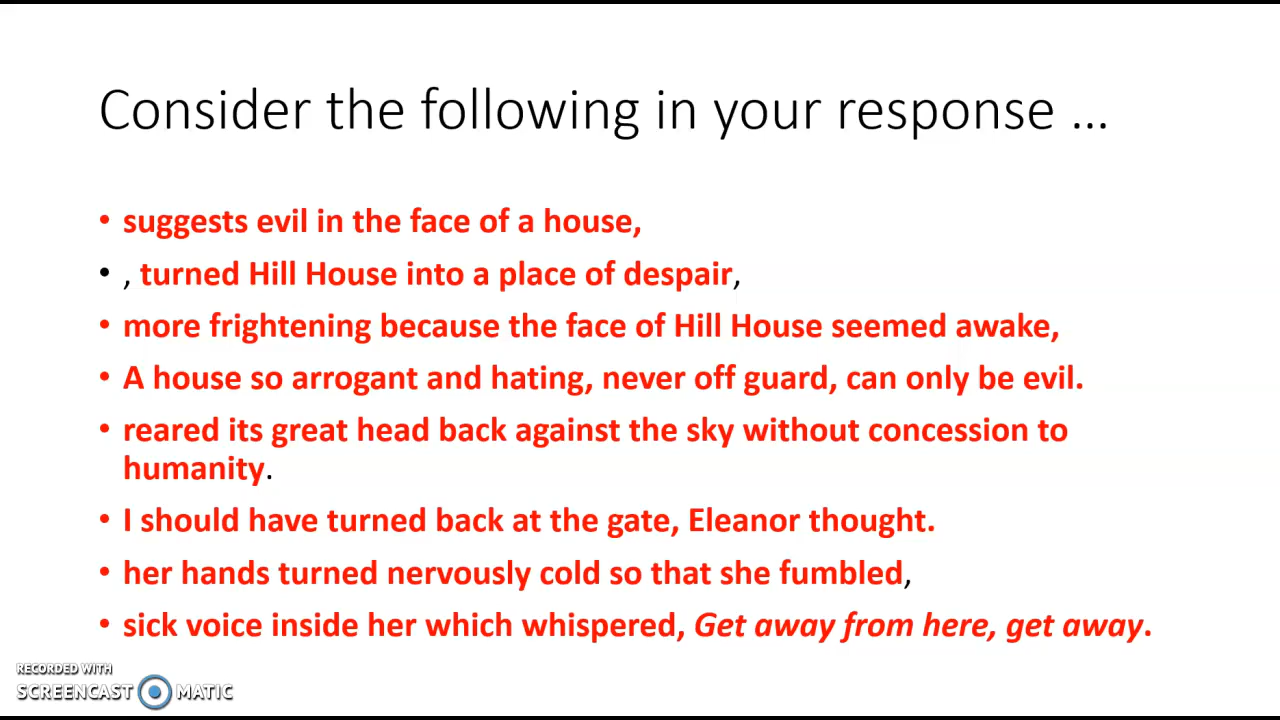 Consider the following in your response …
• suggests evil in the face of a house,
• , turned Hill House into a place of despair,
• more frightening because the face of Hill House seemed awake,
• A house so arrogant and hating, never off guard, can only be evil.
• reared its great head back against the sky without concession to
humanity.
• I should have turned back at the gate, Eleanor thought.
• her hands turned nervously cold so that she fumbled,
• sick voice inside her which whispered, Get away from here, get away.
RECORDED WITH
SCREENCAST MATIC